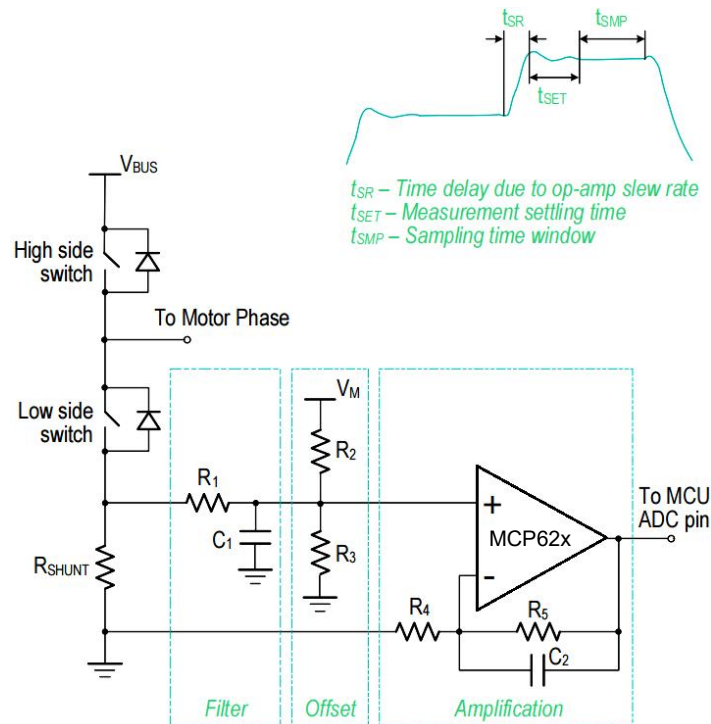 tSR
tSMP
tSET
tSR – Time delay due to op-amp slew rate
tSET – Measurement settling time
tSMP – Sampling time window
VBUS
High side
switch
To Motor Phase
Low side
switch
VM
R2
R1
C1
R3
RSHUNT
+
-
MCP62x
To MCU
ADC pin
R4
R5
C2
Filter
Offset
Amplification